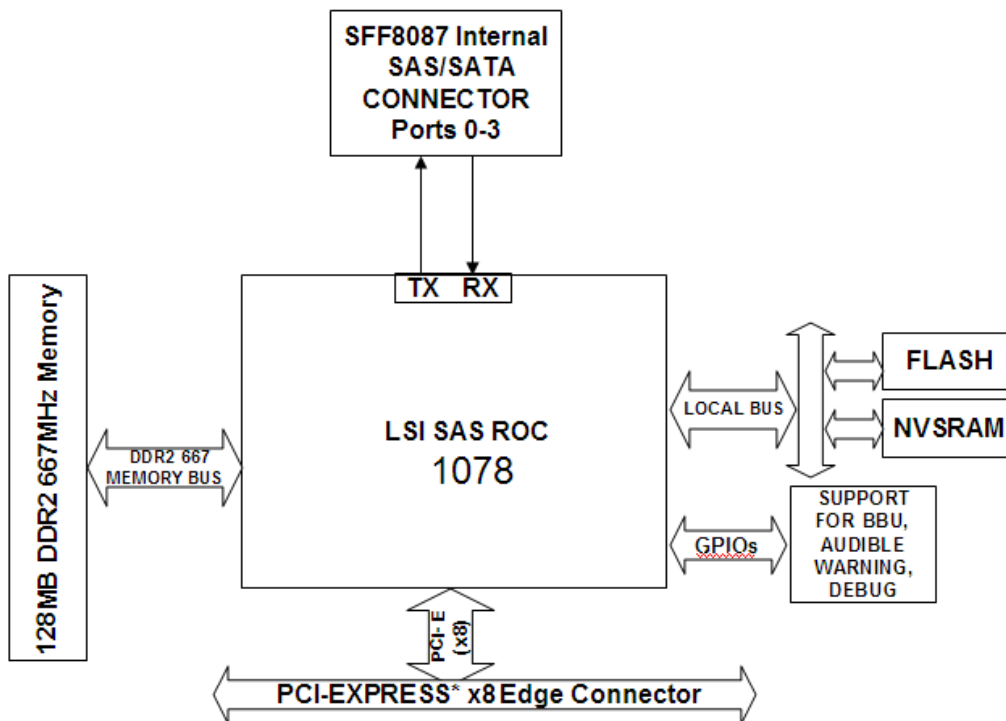 SFF8087 Internal
SAS/SATA
CONNECTOR
Ports 0-3
TX RX
128MB DDR2 667MHz Memory
DDR2 667
MEMORY BUS
LSI SAS ROC
1078
LOCAL BUS
FLASH
NVSRAM
GPIOs
SUPPORT
FOR BBU,
AUDIBLE
WARNING,
DEBUG
PCI- E
(x8)
PCI-EXPRESS* x8 Edge Connector